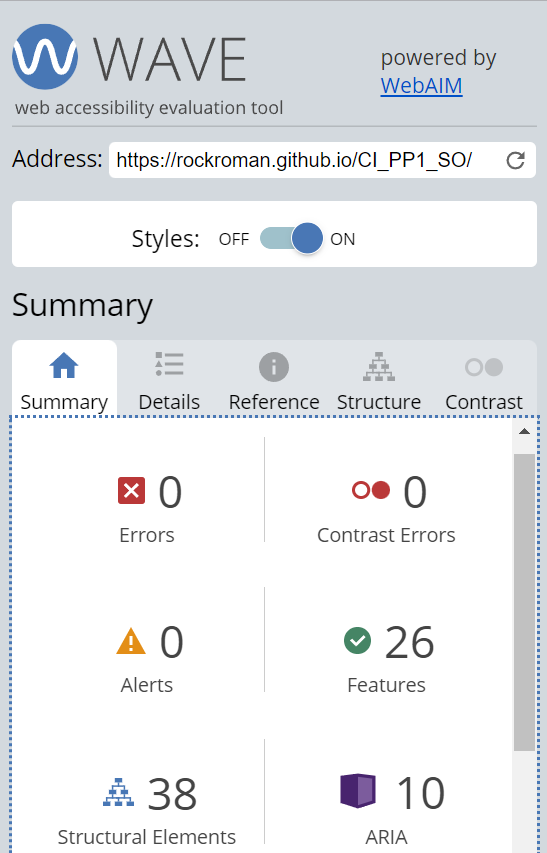 WAVE
powered by
WebAIM
web accessibility evaluation tool
Address: https://rockroman.github.io/CI_PP1_SO/
Styles: OFF ON
Summary
Summary Details Reference Structure Contrast
0 0
Errors Contrast Errors
0 26
Alerts Features
38 10
Structural Elements ARIA